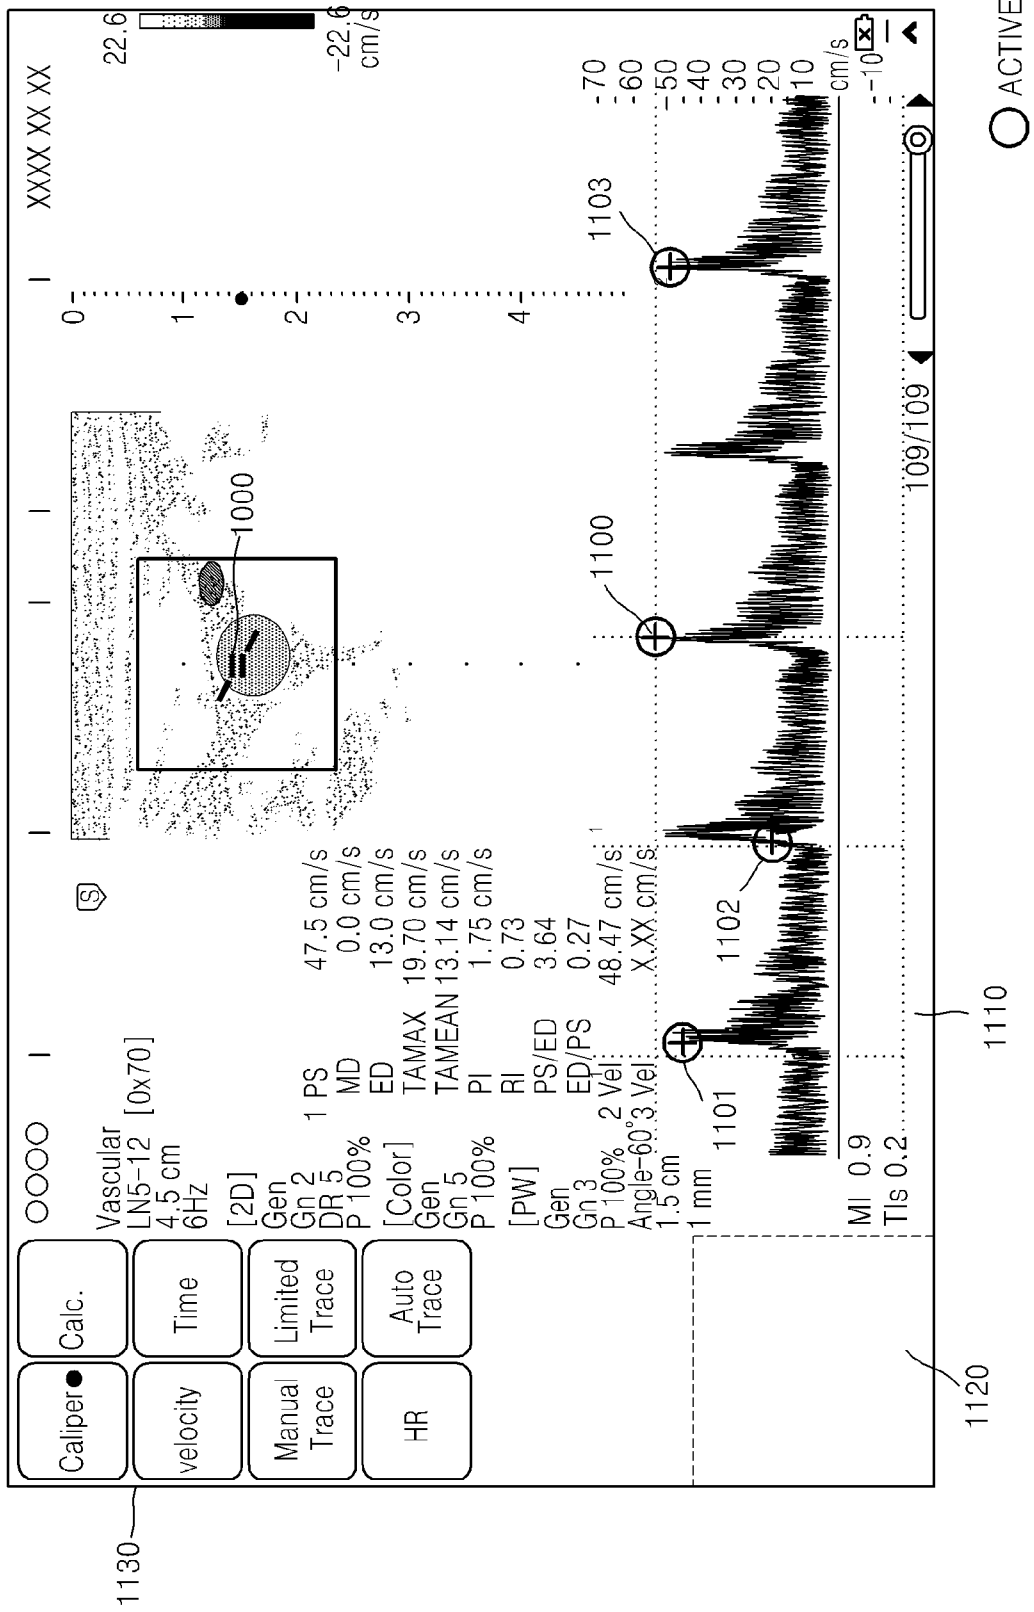 1130
Caliper
Calc.
velocity
Time
Manual
Trace
Limited
Trace
HR
Auto
Trace
1120
OOOO
XXXX XX XX
Vascular
LN5-12 [0x70]
4.5 cm
6Hz
[2D]
Gen
Gn 2
DR 5
P 100%
[Color]
Gen
Gn 5
P 100%
[PW]
Gen
Gn 3
P 100%
Angle-60°
1.5 cm
1 mm
1 PS 47.5 cm/s
MD 0.0 cm/s
ED 13.0 cm/s
TAMAX 19.70 cm/s
TAMEAN 13.14 cm/s
PI 1.75 cm/s
RI 0.73
PS/ED 3.64
ED/PS 0.27
2 Vel 48.47 cm/s
3 Vel X.XX cm/s
1
1
S
1000
0
1
2
3
4
22.6
-22.6
cm/s
1101
1102
1100
1103
-70
-60
-50
-40
-30
-20
-10
cm/s
-10
x
MI 0.9
TIs 0.2
109/109
1110
ACTIVE